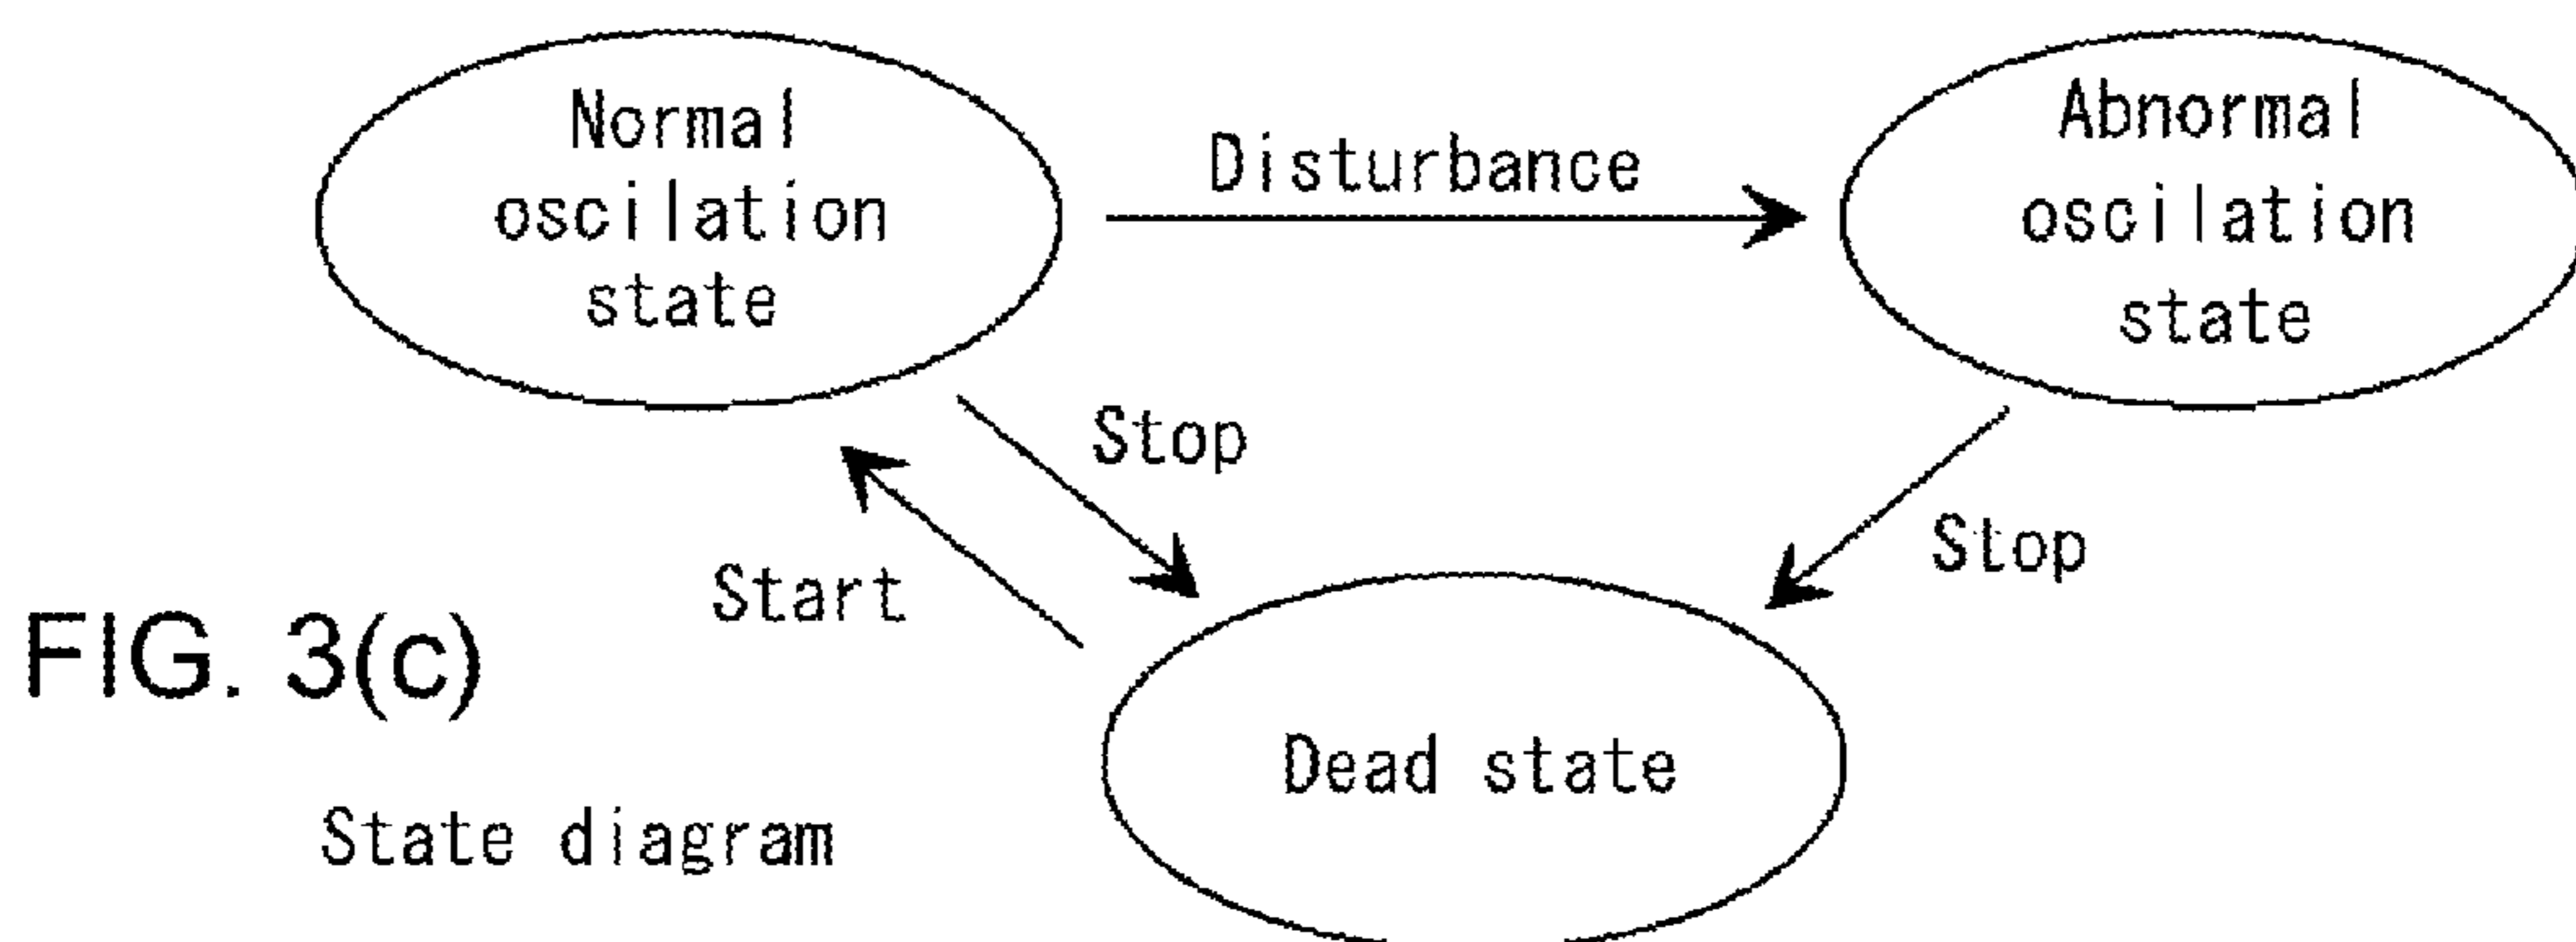 Normal
oscilation
state
Disturbance
Abnormal
oscilation
state
Stop
Start
Stop
FIG. 3(c)
Dead state
State diagram